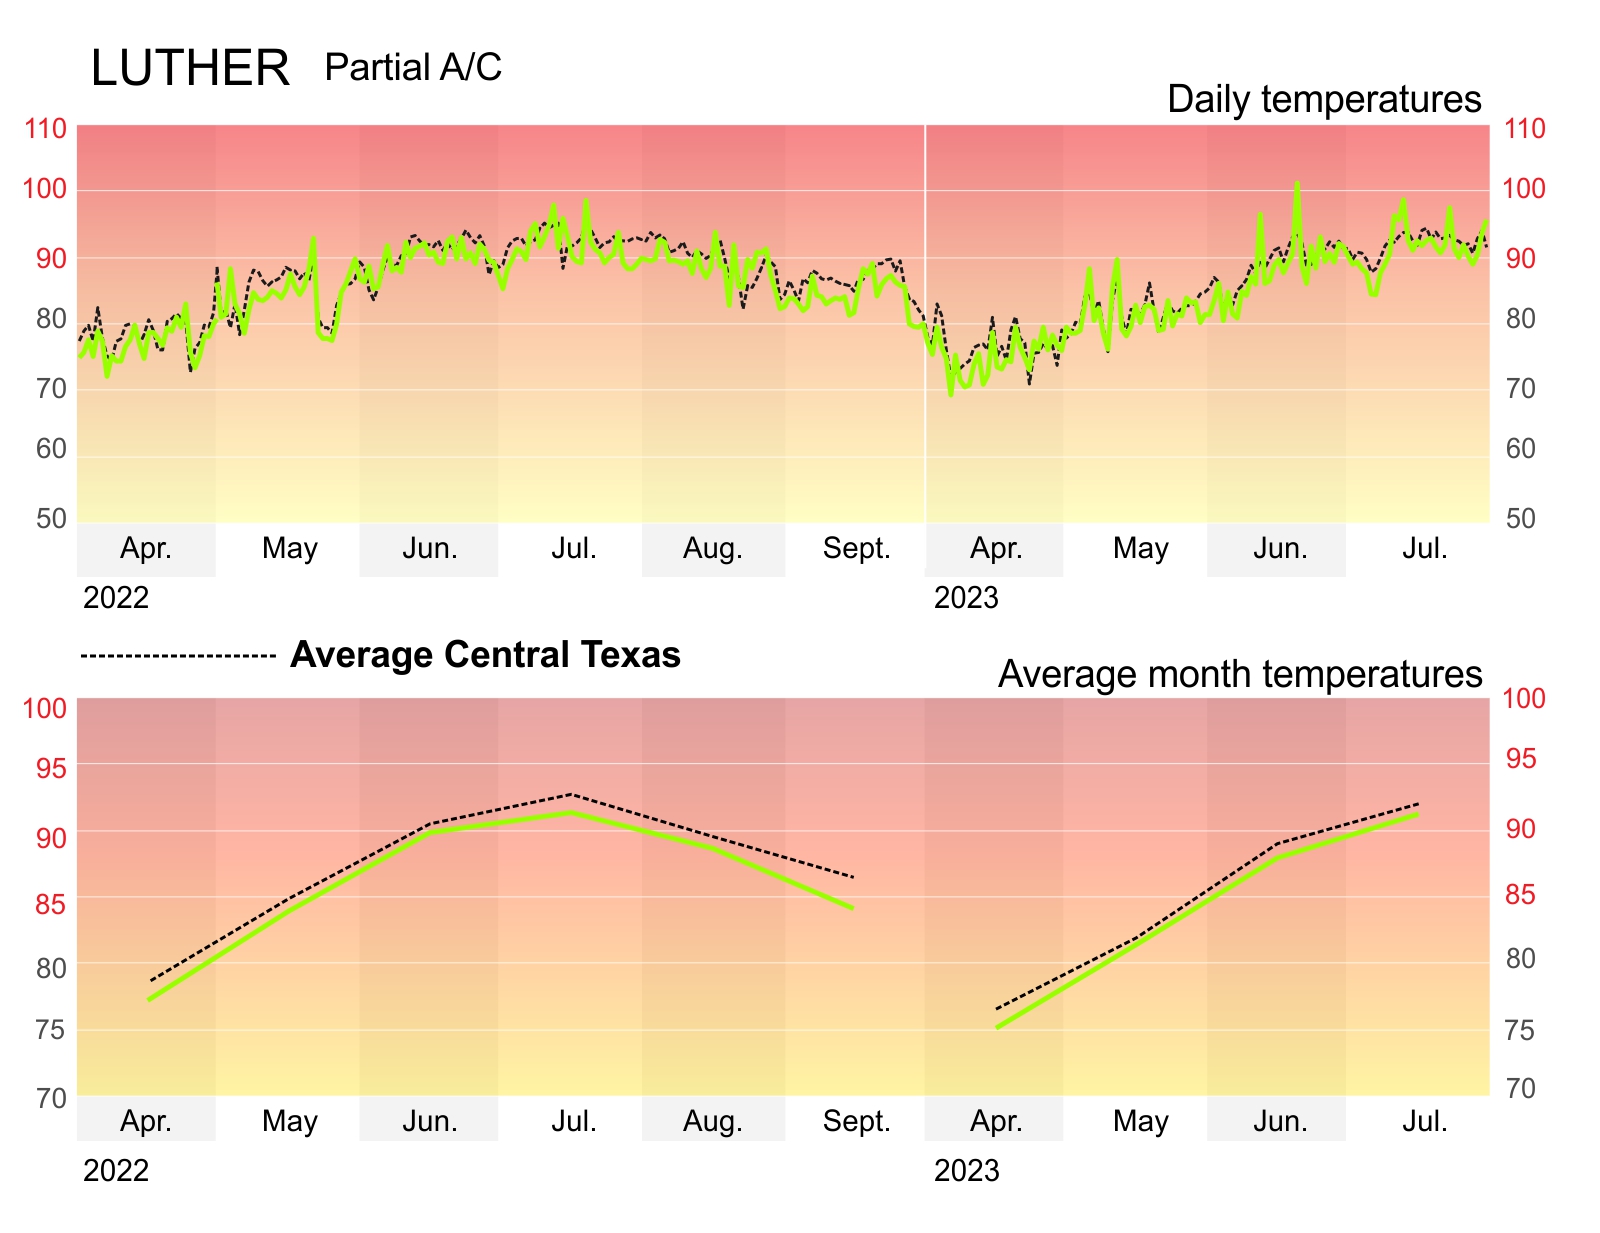 LUTHER Partial A/C
Daily temperatures
110 110
100 100
90 90
80 80
70 70
60 60
50 50
Apr. May Jun. Jul. Aug. Sept. Apr. May Jun. Jul.
2022 2023
Average Central Texas
Average month temperatures
100 100
95 95
90 90
85 85
80 80
75 75
70 70
Apr. May Jun. Jul. Aug. Sept. Apr. May Jun. Jul.
2022 2023